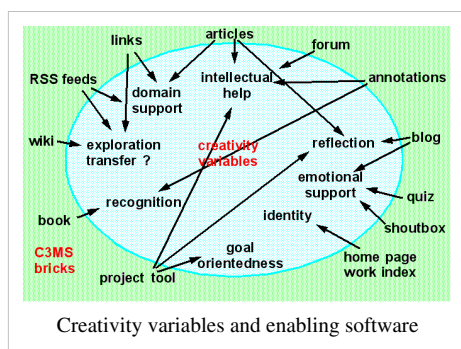 articles
links
forum
RSS feeds
intellectual
help
annotations
domain
support
wiki
exploration
transfer ?
creativity
variables
reflection
blog
emotional
support
recognition
quiz
book
identity
shoutbox
C3MS
bricks
goal
orientedness
home page
work index
project tool
Creativity variables and enabling software